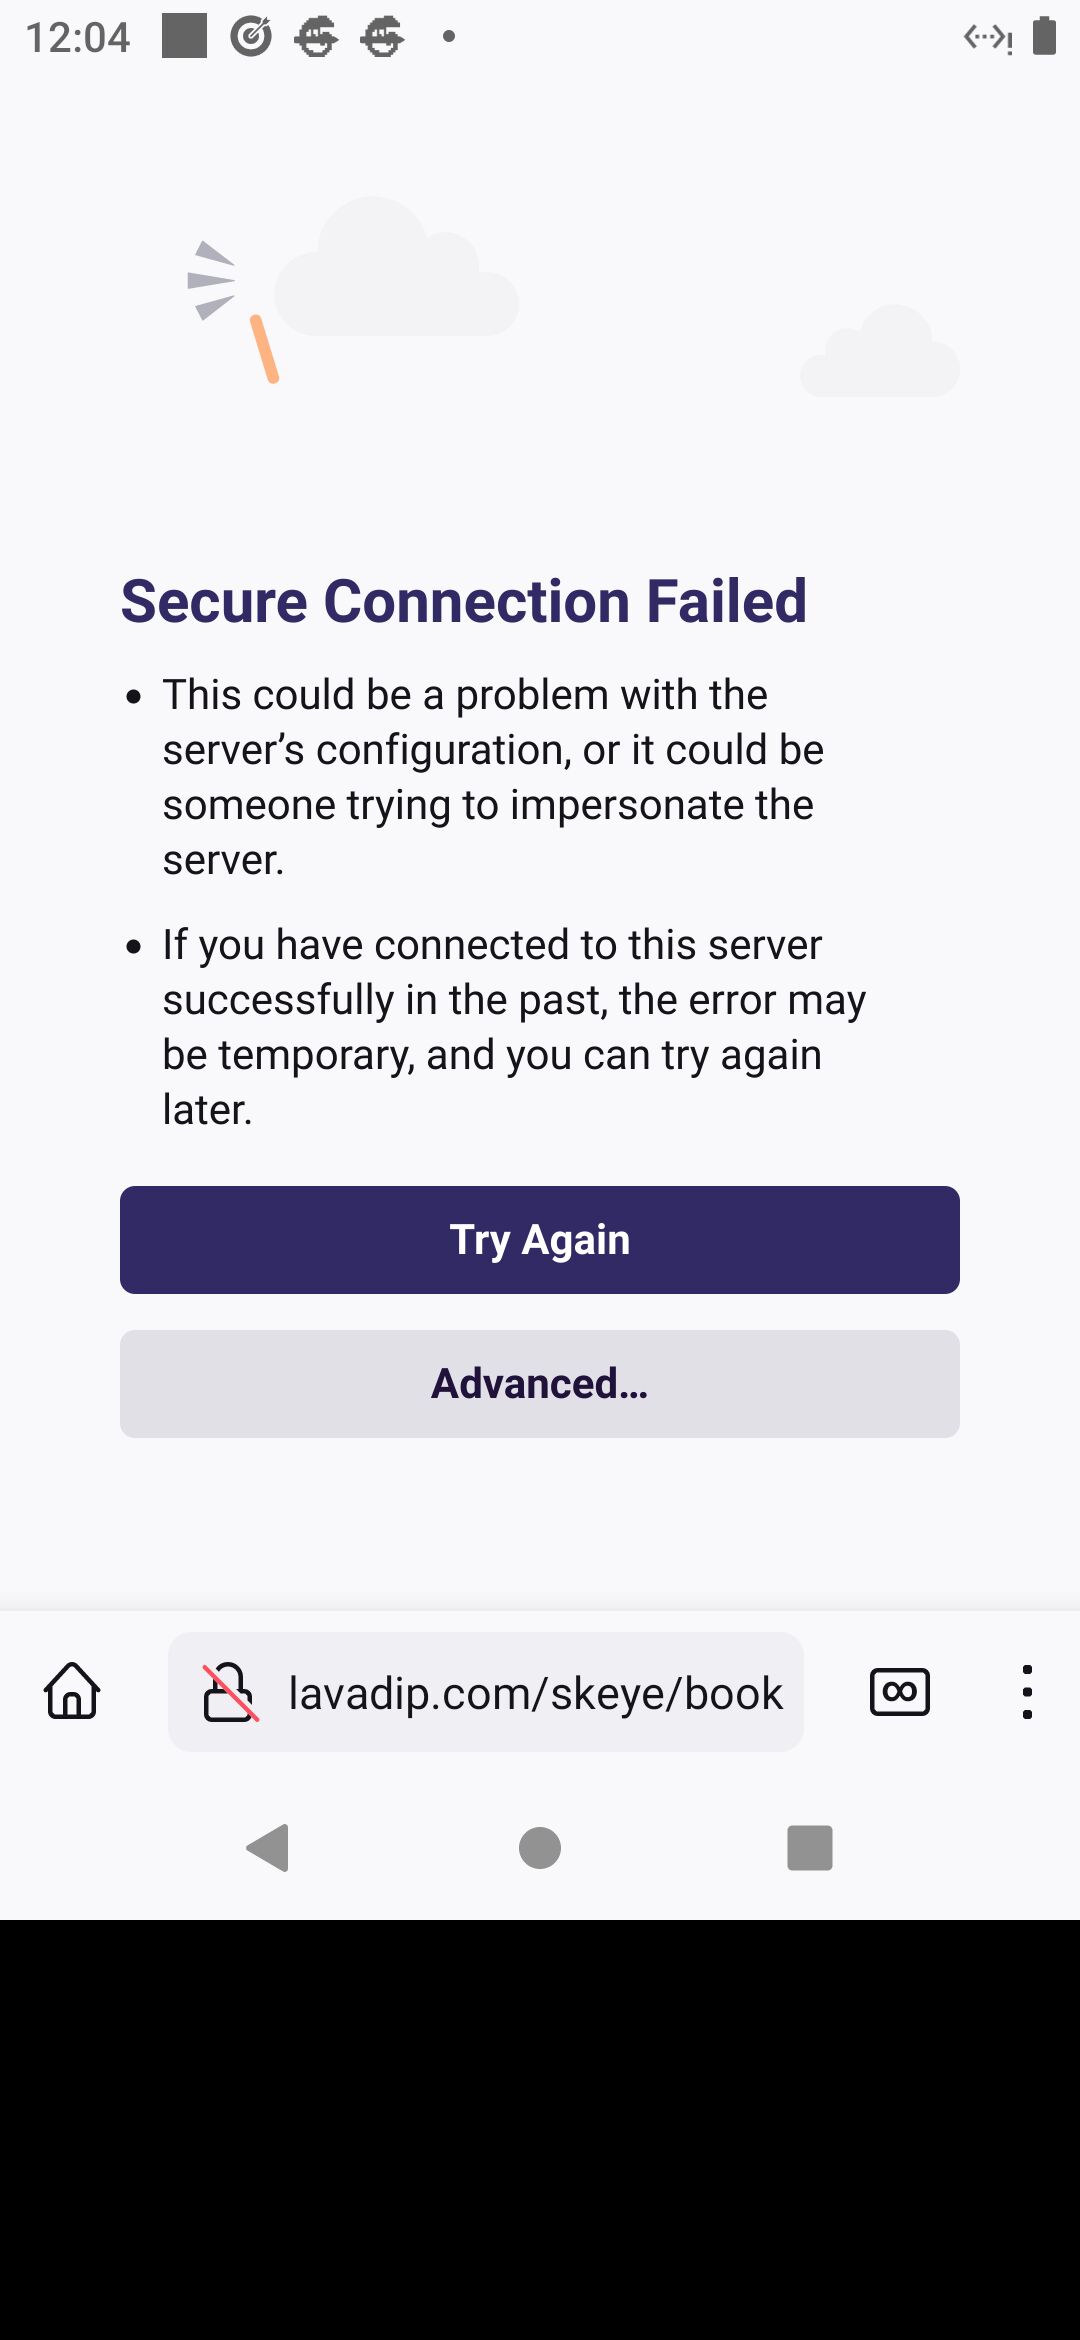 12:04
Secure Connection Failed
• This could be a problem with the
server’s configuration, or it could be
someone trying to impersonate the
server.
• If you have connected to this server
successfully in the past, the error may
be temporary, and you can try again
later.
Try Again
Advanced…
lavadip.com/skeye/book
∞